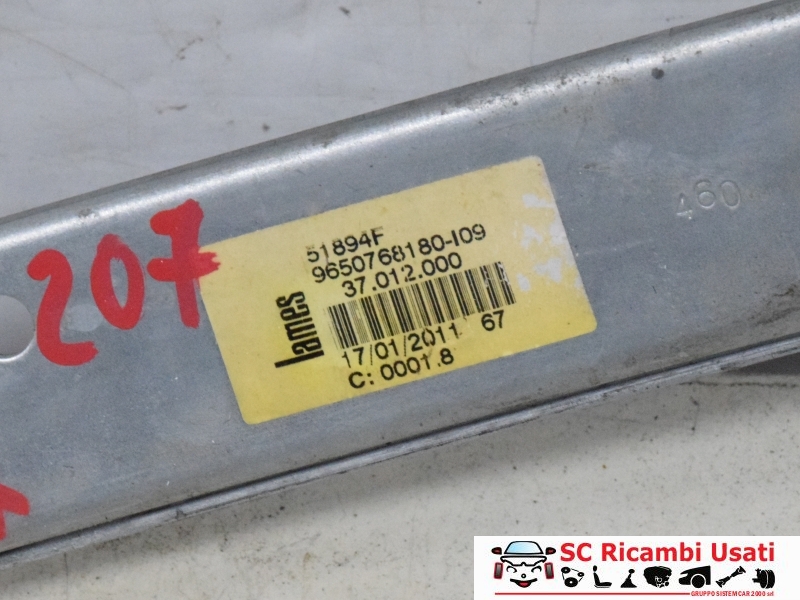 207
51894F
9650768180-I09
37.012.000
lames
17/01/2011 67
C: 0001.8
460
SC Ricambi Usati
GRUPPO SISTEMCAR 2000 srl